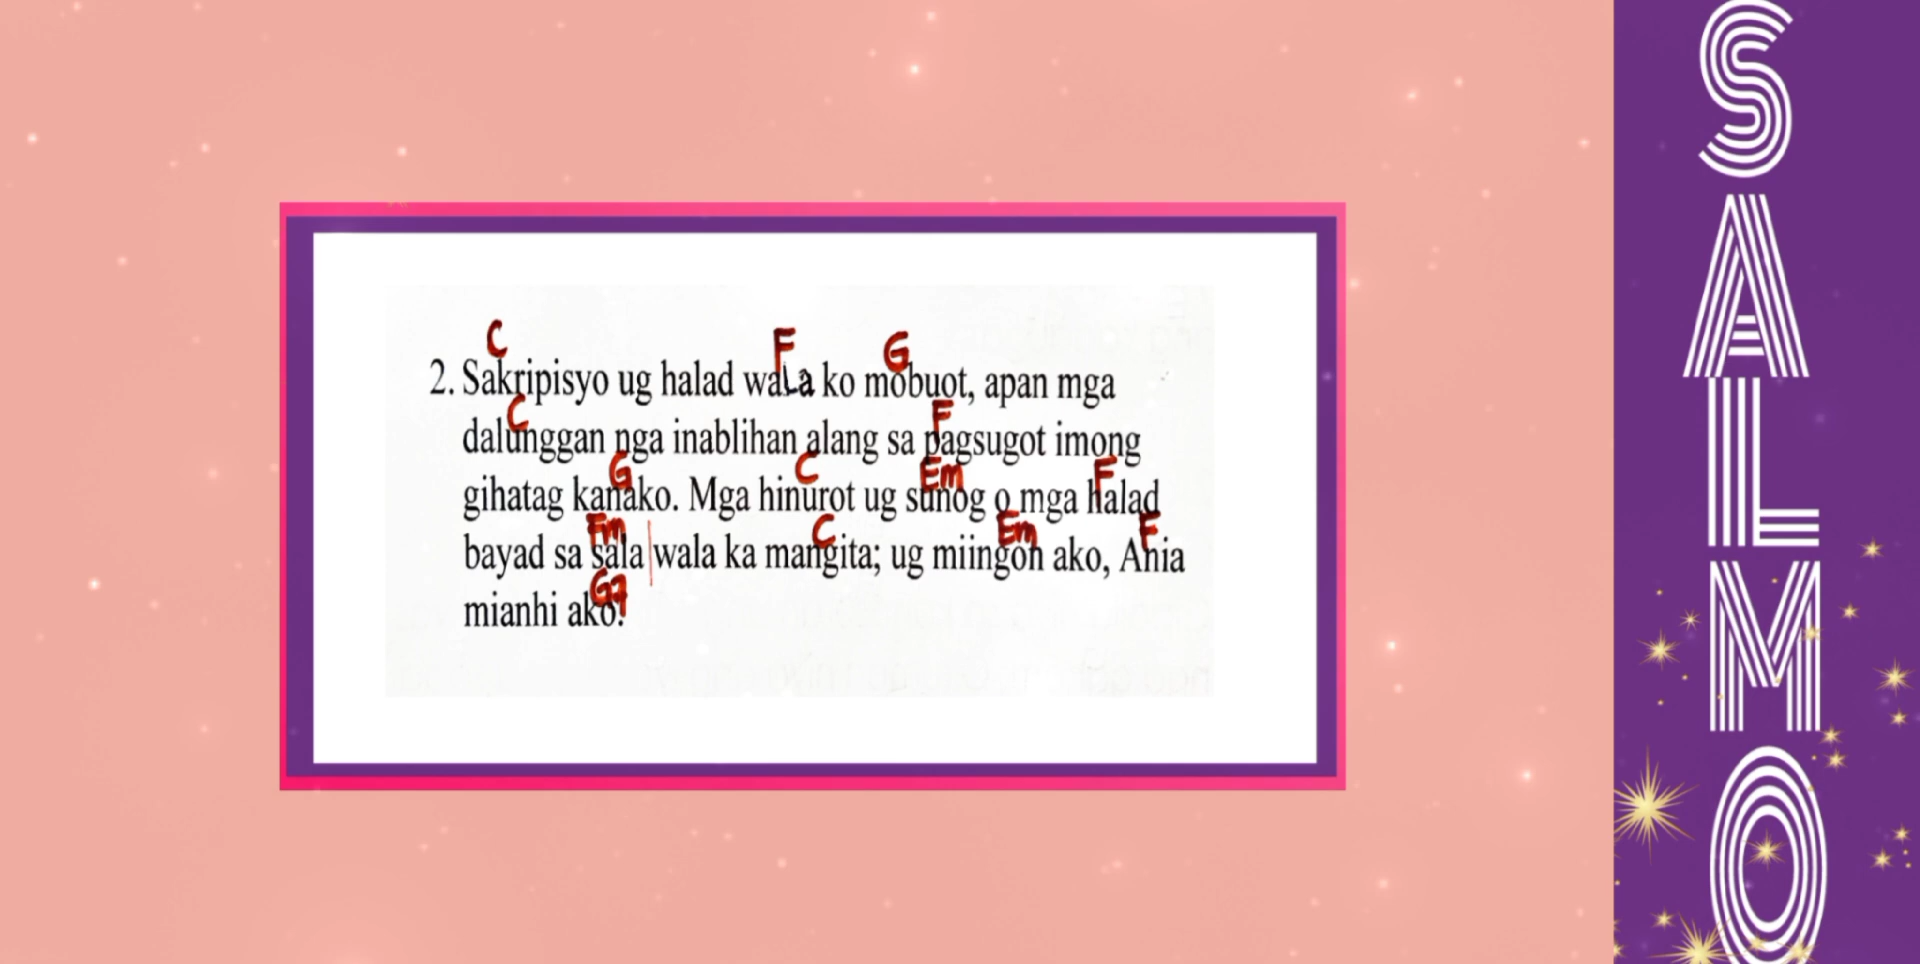 C F G
2. Sakripisyo ug halad waLa ko mobuot, apan mga
C F
dalunggan nga inablihan alang sa pagsugot imong
G C Em F
gihatag kanako. Mga hinurot ug sunog o mga halad
Fm C Em F
bayad sa sala wala ka mangita; ug miingon ako, Ania
G7
mianhi ako!
SALMO